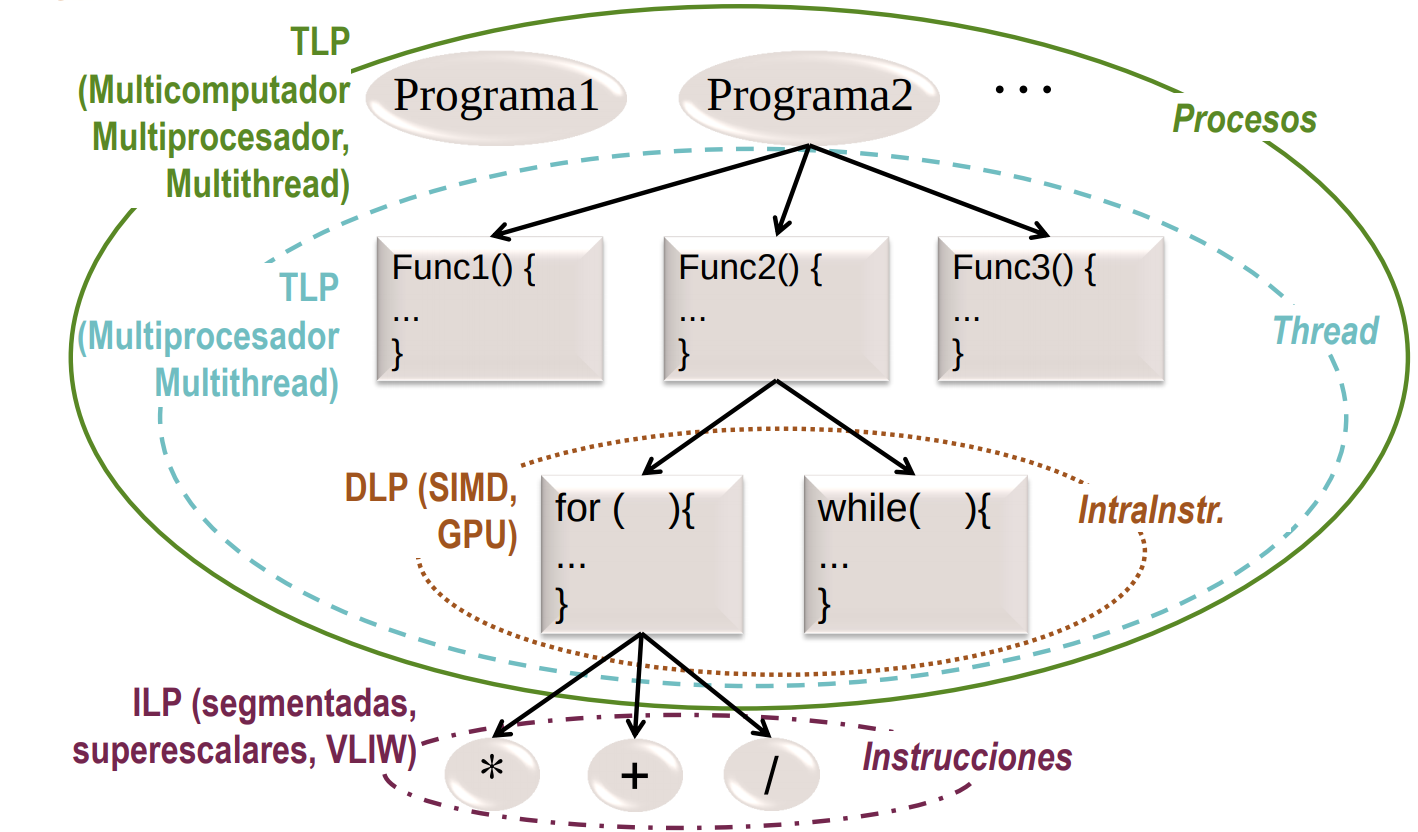 TLP
(Multicomputador
Multiprocesador,
Multithread)
Programa1
Programa2
...
Procesos
TLP
(Multiprocesador
Multithread)
Func1() {
...
}
Func2() {
...
}
Func3() {
...
}
Thread
DLP (SIMD,
GPU)
for (    ){
...
}
while(    ){
...
}
IntraInstr.
ILP (segmentadas,
superescalares, VLIW)
*
+
/
Instrucciones